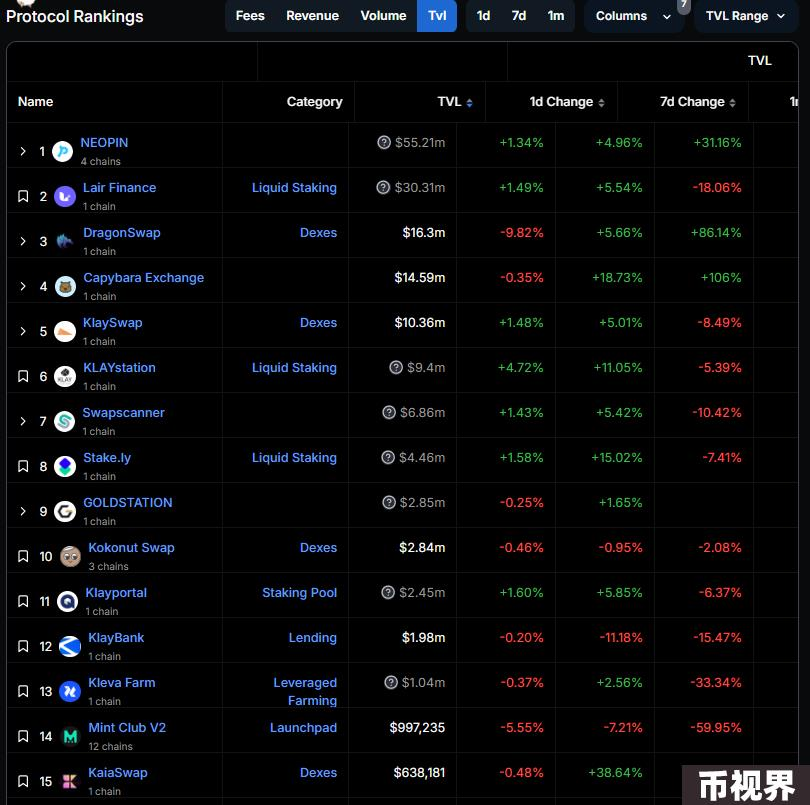 Protocol Rankings
Fees Revenue Volume Tvl 1d 7d 1m Columns 7 TVL Range
TVL
Name Category TVL 1d Change 7d Change
1 NEOPIN $55.21m +1.34% +4.96% +31.16%
4 chains
2 Lair Finance Liquid Staking $30.31m +1.49% +5.54% -18.06%
1 chain
3 DragonSwap Dexes $16.3m -9.82% +5.66% +86.14%
1 chain
4 Capybara Exchange $14.59m -0.35% +18.73% +106%
1 chain
5 KlaySwap Dexes $10.36m +1.48% +5.01% -8.49%
1 chain
6 KLAY KLAYstation Liquid Staking $9.4m +4.72% +11.05% -5.39%
1 chain
7 Swapscanner $6.86m +1.43% +5.42% -10.42%
1 chain
8 Stake.ly Liquid Staking $4.46m +1.58% +15.02% -7.41%
1 chain
9 GOLDSTATION $2.85m -0.25% +1.65%
1 chain
10 Kokonut Swap Dexes $2.84m -0.46% -0.95% -2.08%
3 chains
11 Klayportal Staking Pool $2.45m +1.60% +5.85% -6.37%
1 chain
12 KlayBank Lending $1.98m -0.20% -11.18% -15.47%
1 chain
13 Kleva Farm Leveraged $1.04m -0.37% +2.56% -33.34%
1 chain Farming
14 Mint Club V2 Launchpad $997,235 -5.55% -7.21% -59.95%
12 chains
15 KaiaSwap Dexes $638,181 -0.48% +38.64%
1 chain
币视界